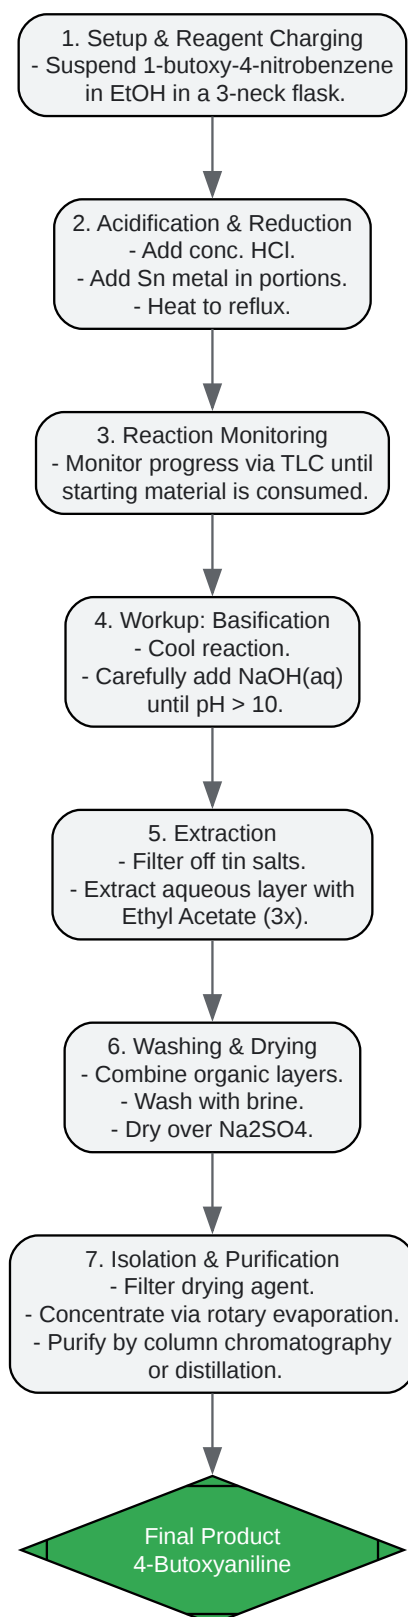 1. Setup & Reagent Charging
- Suspend 1-butoxy-4-nitrobenzene
in EtOH in a 3-neck flask.
2. Acidification & Reduction
- Add conc. HCl.
- Add Sn metal in portions.
- Heat to reflux.
3. Reaction Monitoring
- Monitor progress via TLC until
starting material is consumed.
4. Workup: Basification
- Cool reaction.
- Carefully add NaOH(aq)
until pH > 10.
5. Extraction
- Filter off tin salts.
- Extract aqueous layer with
Ethyl Acetate (3x).
6. Washing & Drying
- Combine organic layers.
- Wash with brine.
- Dry over Na2SO4.
7. Isolation & Purification
- Filter drying agent.
- Concentrate via rotary evaporation.
- Purify by column chromatography
or distillation.
Final Product
4-Butoxyaniline